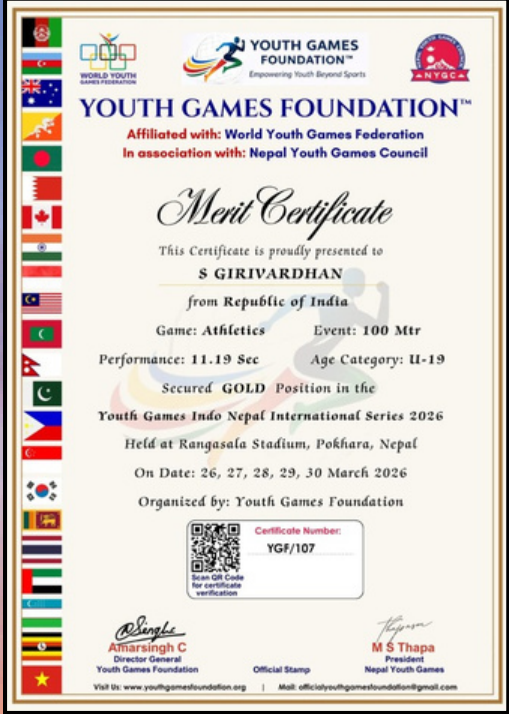 WORLD YOUTH
GAMES FEDERATION
YOUTH GAMES
FOUNDATION™
Empowering Youth Beyond Sports
NYGC
YOUTH GAMES FOUNDATION™
Affiliated with: World Youth Games Federation
In association with: Nepal Youth Games Council
Merit Certificate
This Certificate is proudly presented to
S GIRIVARDHAN
from Republic of India
Game: Athletics Event: 100 Mtr
Performance: 11.19 Sec Age Category: U-19
Secured GOLD Position in the
Youth Games Indo Nepal International Series 2026
Held at Rangasala Stadium, Pokhara, Nepal
On Date: 26, 27, 28, 29, 30 March 2026
Organized by: Youth Games Foundation
Certificate Number:
YGF/107
Scan QR Code
for certificate
verification
Amarsingh C
Director General
Youth Games Foundation
Official Stamp
M S Thapa
President
Nepal Youth Games
Visit Us: www.youthgamesfoundation.org | Mail: officialyouthgamesfoundation@gmail.com